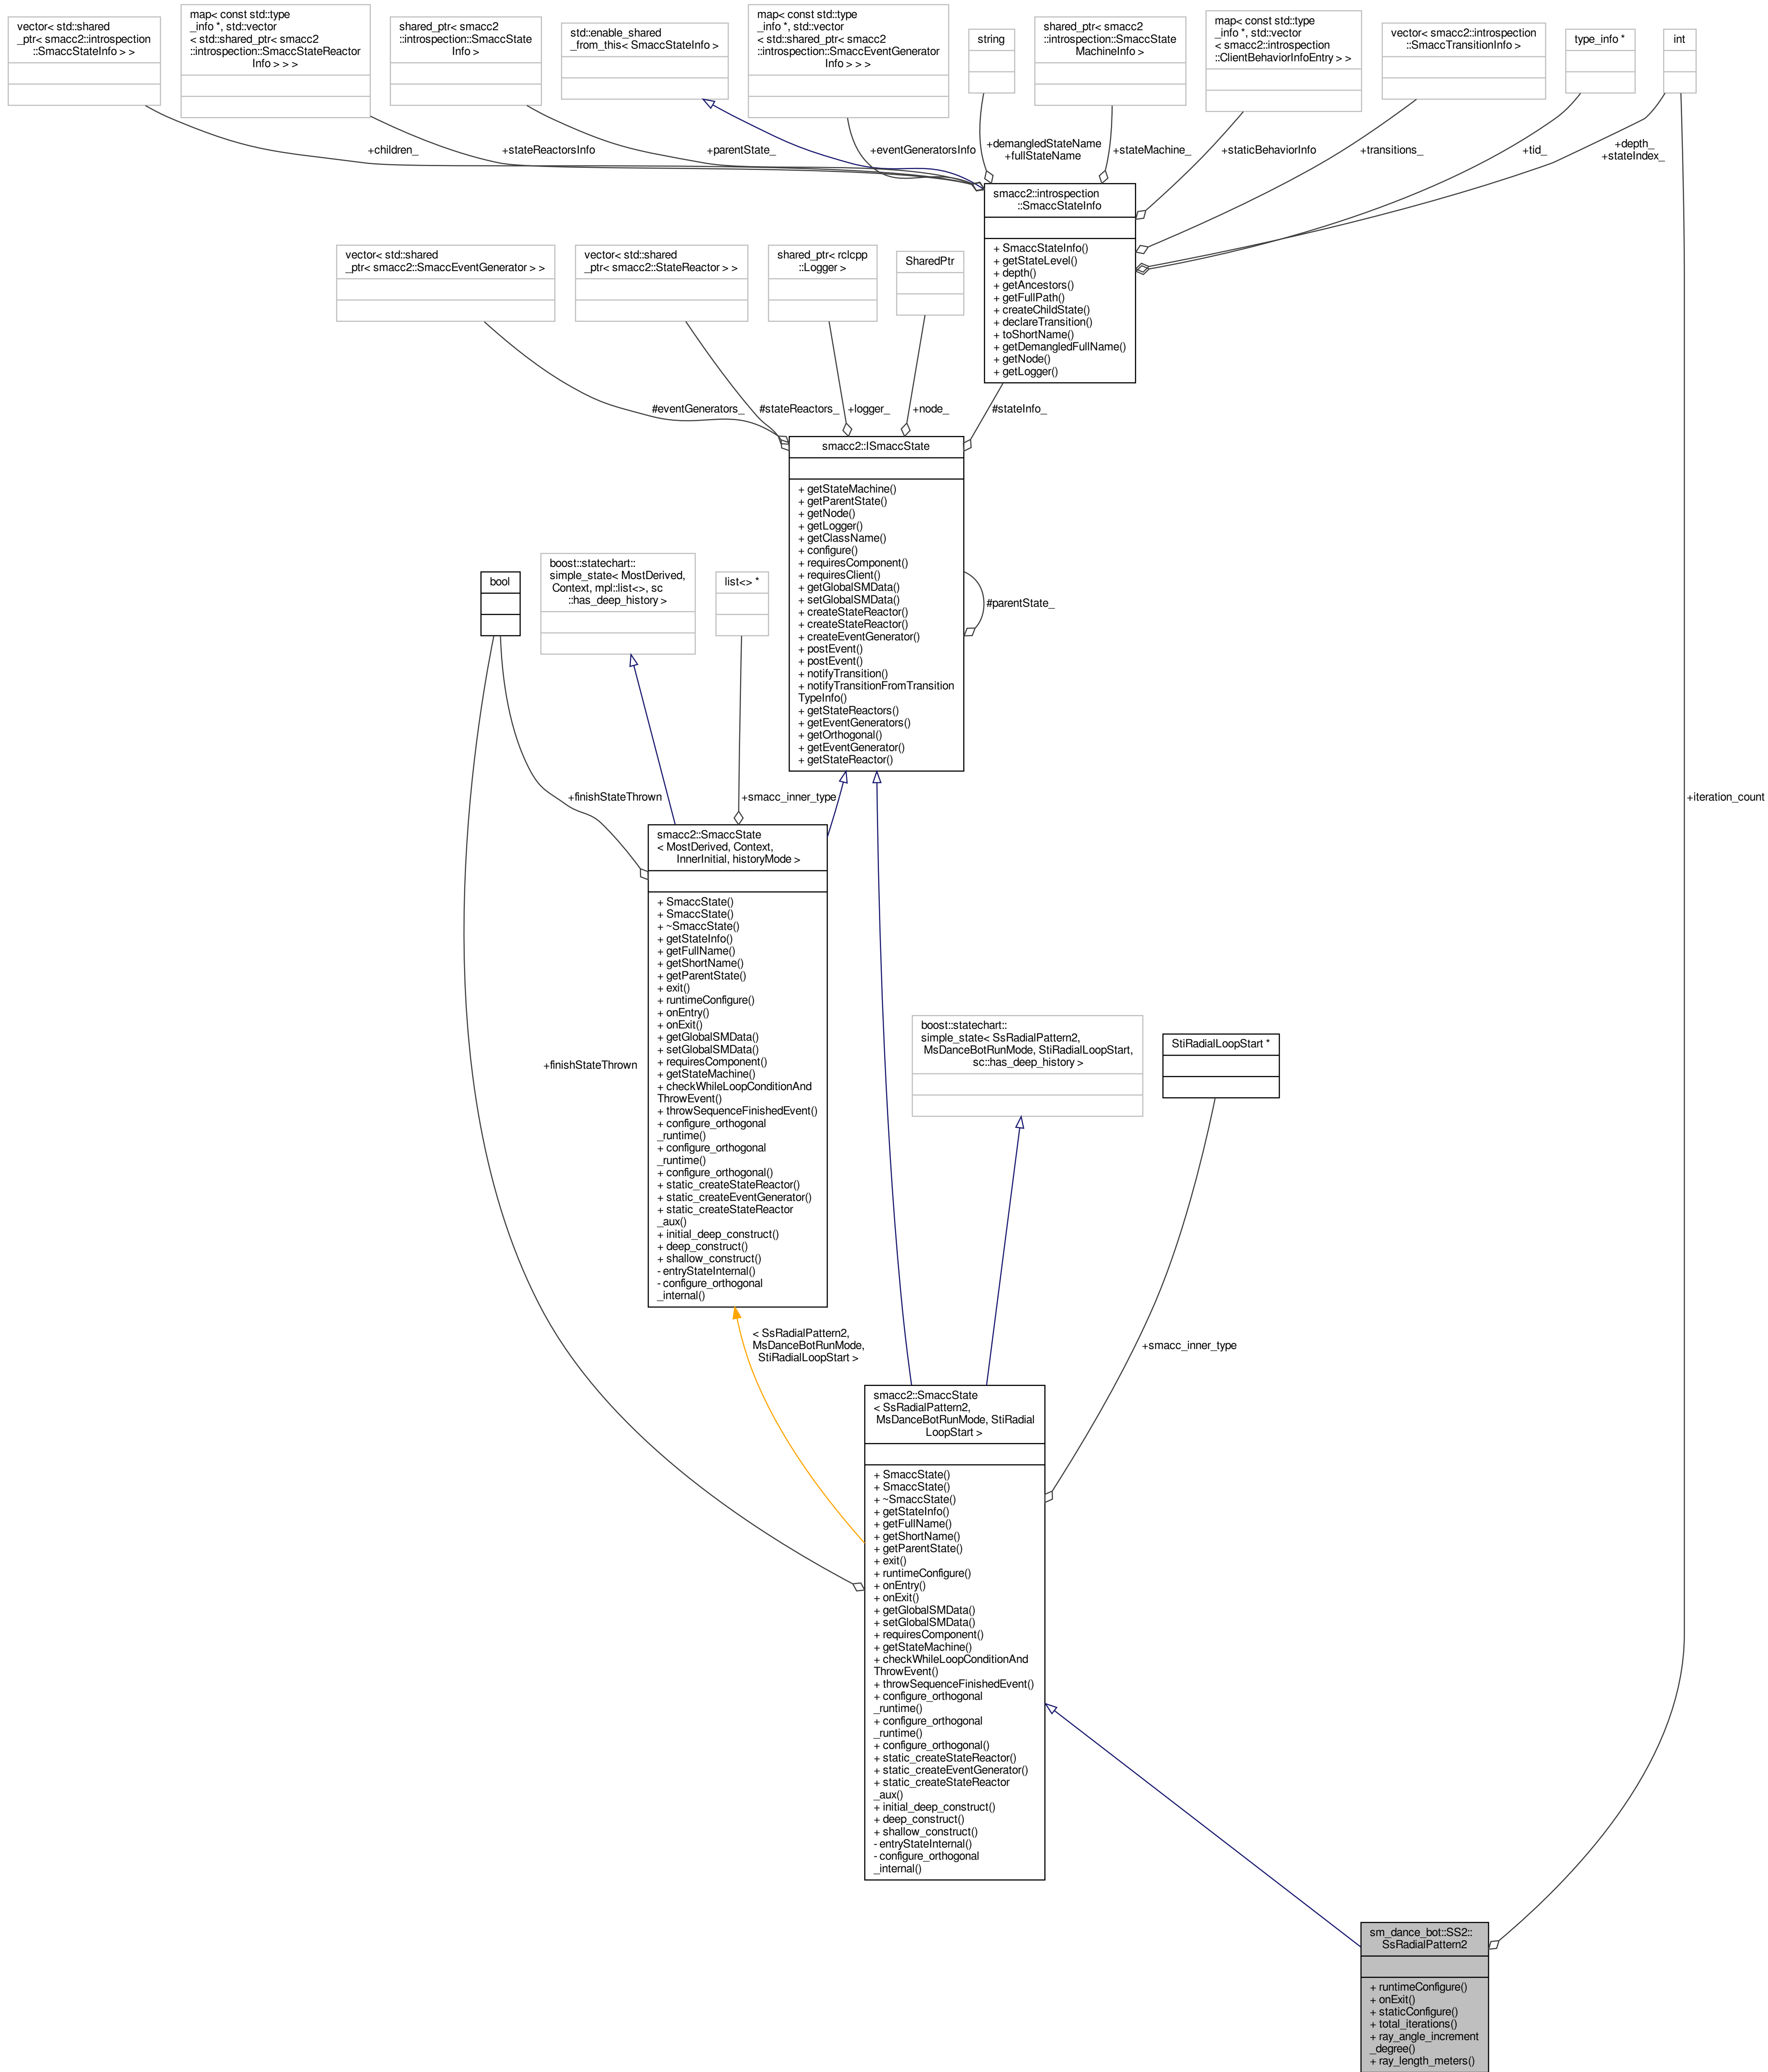 vector< std::shared
_ptr< smacc2::introspection
::SmaccStateInfo > >
map< const std::type
_info *, std::vector
< std::shared_ptr< smacc2
::introspection::SmaccStateReactor
Info > > >
shared_ptr< smacc2
::introspection::SmaccState
Info >
std::enable_shared
_from_this< SmaccStateInfo >
map< const std::type
_info *, std::vector
< std::shared_ptr< smacc2
::introspection::SmaccEventGenerator
Info > > >
string
shared_ptr< smacc2
::introspection::SmaccState
MachineInfo >
map< const std::type
_info *, std::vector
< smacc2::introspection
::ClientBehaviorInfoEntry > >
vector< smacc2::introspection
::SmaccTransitionInfo >
type_info *
int
+children_
+stateReactorsInfo
+parentState_
+eventGeneratorsInfo
+demangledStateName
+fullStateName
+stateMachine_
+staticBehaviorInfo
+transitions_
+tid_
+depth_
+stateIndex_
smacc2::introspection
::SmaccStateInfo
+ SmaccStateInfo()
+ getStateLevel()
+ depth()
+ getAncestors()
+ getFullPath()
+ createChildState()
+ declareTransition()
+ toShortName()
+ getDemangledFullName()
+ getNode()
+ getLogger()
vector< std::shared
_ptr< smacc2::SmaccEventGenerator > >
vector< std::shared
_ptr< smacc2::StateReactor > >
shared_ptr< rclcpp
::Logger >
SharedPtr
#eventGenerators_
#stateReactors_
+logger_
+node_
#stateInfo_
smacc2::ISmaccState
+ getStateMachine()
+ getParentState()
+ getNode()
+ getLogger()
+ getClassName()
+ configure()
+ requiresComponent()
+ requiresClient()
+ getGlobalSMData()
+ setGlobalSMData()
+ createStateReactor()
+ createStateReactor()
+ createEventGenerator()
+ postEvent()
+ postEvent()
+ notifyTransition()
+ notifyTransitionFromTransition
TypeInfo()
+ getStateReactors()
+ getEventGenerators()
+ getOrthogonal()
+ getEventGenerator()
+ getStateReactor()
#parentState_
bool
boost::statechart::
simple_state< MostDerived,
Context, mpl::list<>, sc
::has_deep_history >
list<> *
+finishStateThrown
+smacc_inner_type
+iteration_count
smacc2::SmaccState
< MostDerived, Context,
InnerInitial, historyMode >
+ SmaccState()
+ SmaccState()
+ ~SmaccState()
+ getStateInfo()
+ getFullName()
+ getShortName()
+ getParentState()
+ exit()
+ runtimeConfigure()
+ onEntry()
+ onExit()
+ getGlobalSMData()
+ setGlobalSMData()
+ requiresComponent()
+ getStateMachine()
+ checkWhileLoopConditionAnd
ThrowEvent()
+ throwSequenceFinishedEvent()
+ configure_orthogonal
_runtime()
+ configure_orthogonal
_runtime()
+ configure_orthogonal()
+ static_createStateReactor()
+ static_createEventGenerator()
+ static_createStateReactor
_aux()
+ initial_deep_construct()
+ deep_construct()
+ shallow_construct()
- entryStateInternal()
- configure_orthogonal
_internal()
+finishStateThrown
boost::statechart::
simple_state< SsRadialPattern2,
MsDanceBotRunMode, StiRadialLoopStart,
sc::has_deep_history >
StiRadialLoopStart *
< SsRadialPattern2,
MsDanceBotRunMode,
StiRadialLoopStart >
+smacc_inner_type
smacc2::SmaccState
< SsRadialPattern2,
MsDanceBotRunMode, StiRadial
LoopStart >
+ SmaccState()
+ SmaccState()
+ ~SmaccState()
+ getStateInfo()
+ getFullName()
+ getShortName()
+ getParentState()
+ exit()
+ runtimeConfigure()
+ onEntry()
+ onExit()
+ getGlobalSMData()
+ setGlobalSMData()
+ requiresComponent()
+ getStateMachine()
+ checkWhileLoopConditionAnd
ThrowEvent()
+ throwSequenceFinishedEvent()
+ configure_orthogonal
_runtime()
+ configure_orthogonal
_runtime()
+ configure_orthogonal()
+ static_createStateReactor()
+ static_createEventGenerator()
+ static_createStateReactor
_aux()
+ initial_deep_construct()
+ deep_construct()
+ shallow_construct()
- entryStateInternal()
- configure_orthogonal
_internal()
sm_dance_bot::SS2::
SsRadialPattern2
+ runtimeConfigure()
+ onExit()
+ staticConfigure()
+ total_iterations()
+ ray_angle_increment
_degree()
+ ray_length_meters()